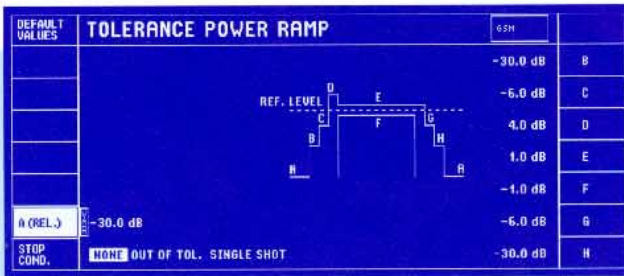 DEFAULT VALUES
TOLERANCE POWER RAMP
GSM
-30.0 dB B
D
E
-6.0 dB C
REF. LEVEL
C
F
G
4.0 dB D
B
H
1.0 dB E
A
-1.0 dB F
A (REL.) -30.0 dB
-6.0 dB G
STOP COND.
NONE OUT OF TOL. SINGLE SHOT
-30.0 dB H